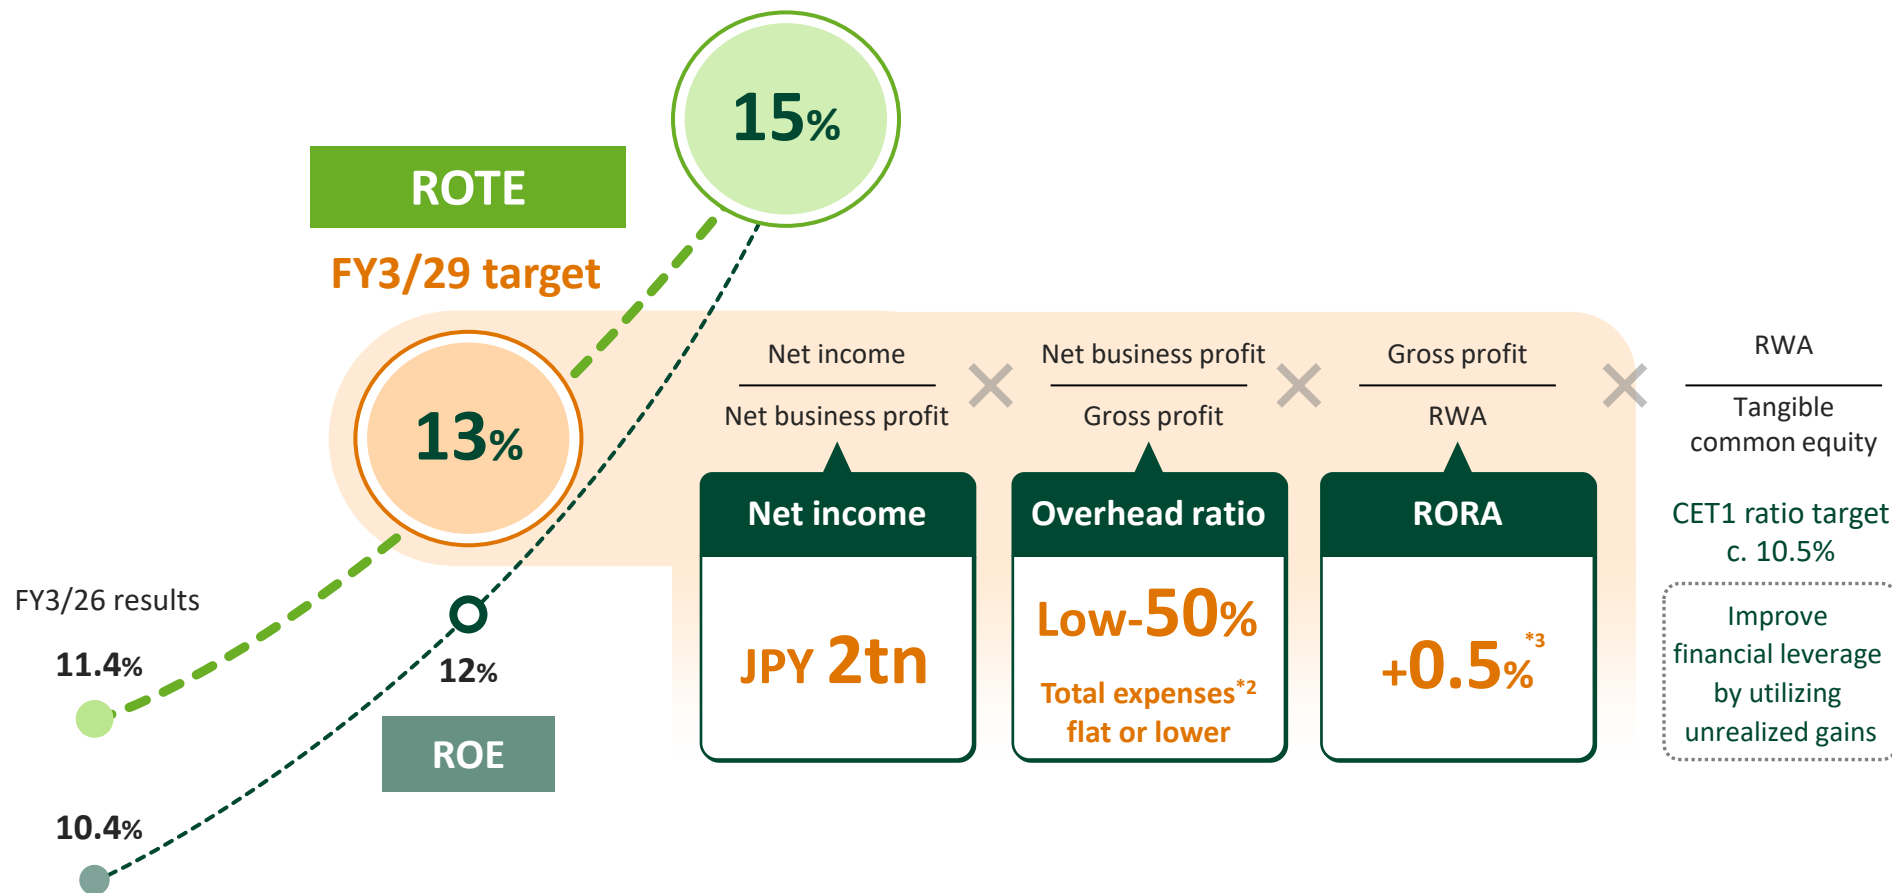 15%
ROTE
FY3/29 target
13%
FY3/26 results
11.4%
12%
ROE
10.4%
Net income
Net business profit
×
Net business profit
Gross profit
×
Gross profit
RWA
×
RWA
Tangible
common equity
Net income
JPY 2tn
Overhead ratio
Low-50%
Total expenses*2
flat or lower
RORA
+0.5%*3
CET1 ratio target
c. 10.5%
Improve
financial leverage
by utilizing
unrealized gains